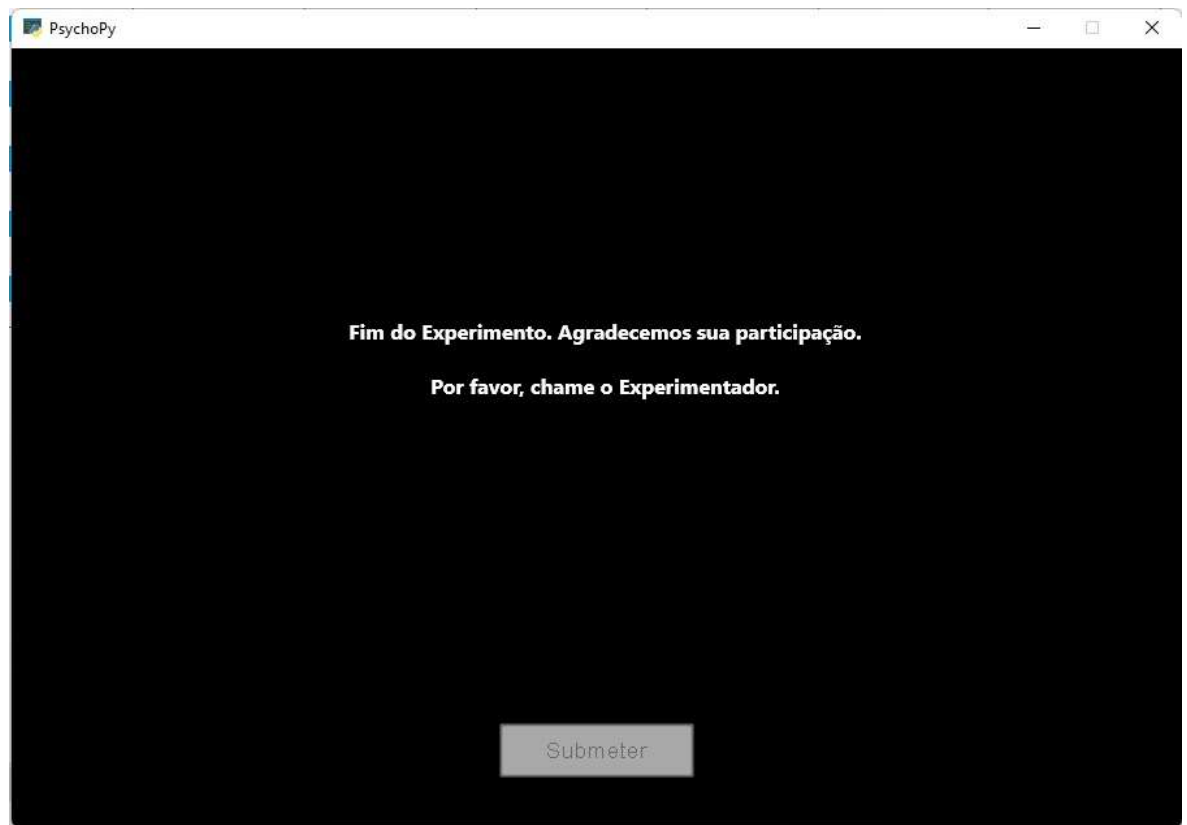 PsychoPy
Fim do Experimento. Agradecemos sua participação.
Por favor, chame o Experimentador.
Submeter